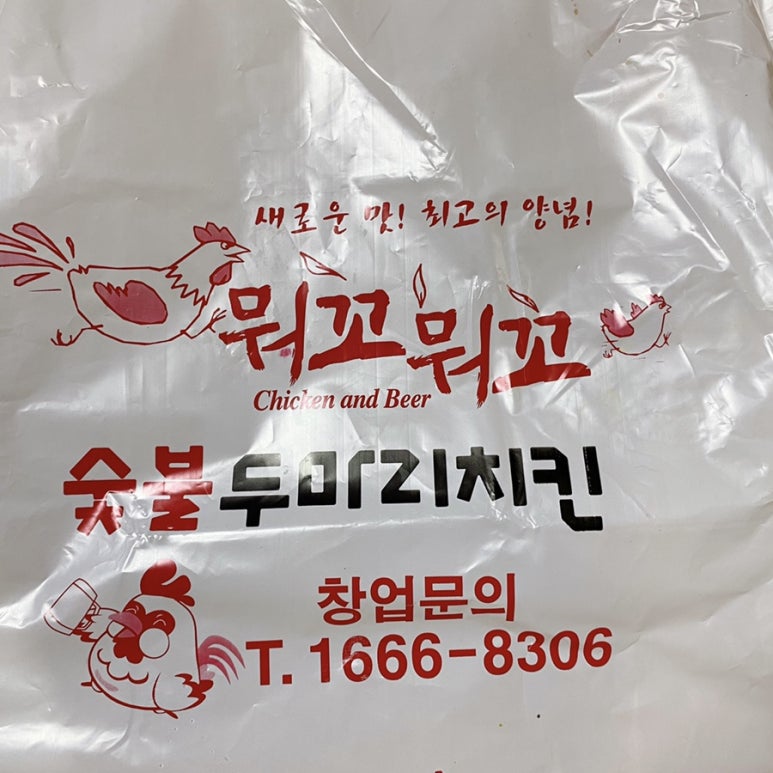 새로운 맛! 최고의 양념!
뭐꼬뭐꼬
Chicken and Beer
숯불두마리치킨
창업문의
T. 1666-8306